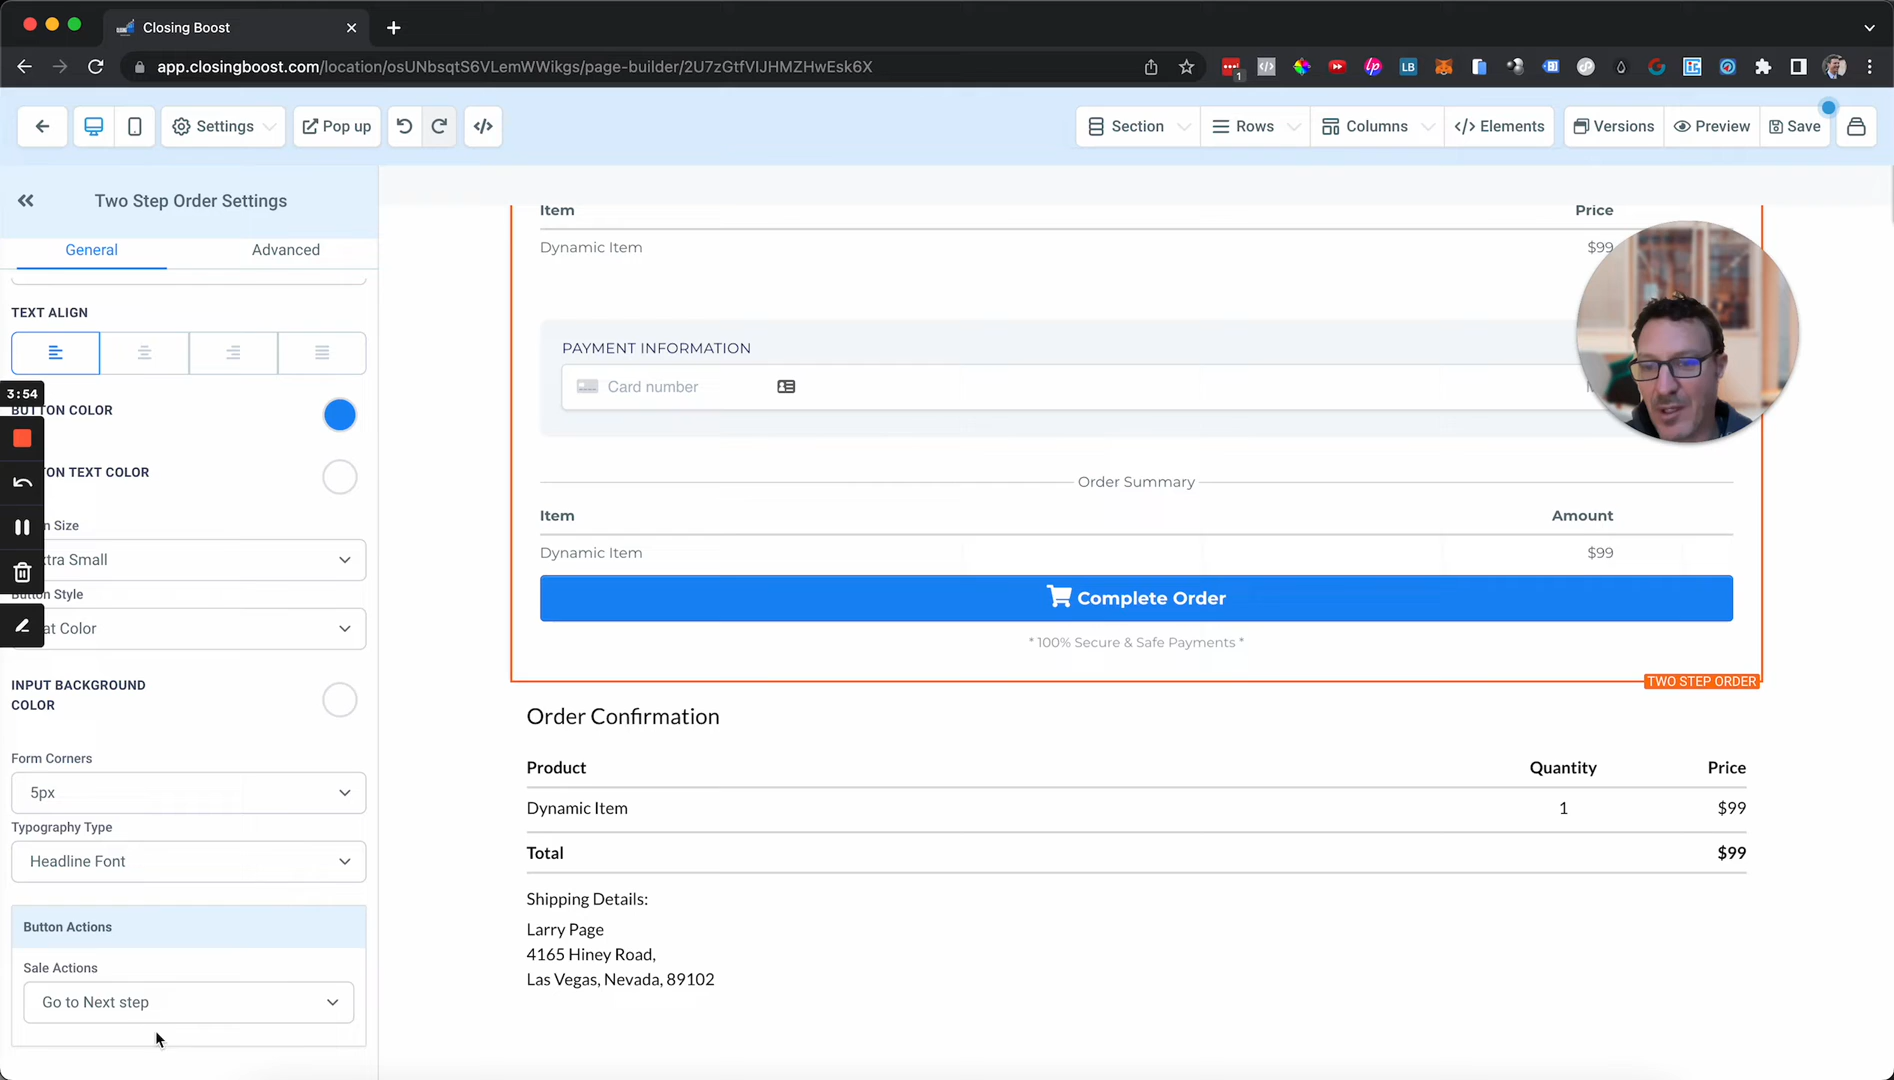 Closing Boost
app.closingboost.com/location/osUNbsqtS6VLemWWikgs/page-builder/2U7zGtfVIJHMZHwEsk6X
1
LB
Settings
Pop up
Section
Rows
Columns
</> Elements
Versions
Preview
Save
Two Step Order Settings
General
Advanced
TEXT ALIGN
3:54
BUTTON COLOR
ON TEXT COLOR
n Size
tra Small
Button Style
at Color
INPUT BACKGROUND
COLOR
Form Corners
5px
Typography Type
Headline Font
Button Actions
Sale Actions
Go to Next step
Item Price
Dynamic Item $99
PAYMENT INFORMATION
Card number
Order Summary
Item Amount
Dynamic Item $99
Complete Order
* 100% Secure & Safe Payments *
TWO STEP ORDER
Order Confirmation
Product Quantity Price
Dynamic Item 1 $99
Total $99
Shipping Details:
Larry Page
4165 Hiney Road,
Las Vegas, Nevada, 89102